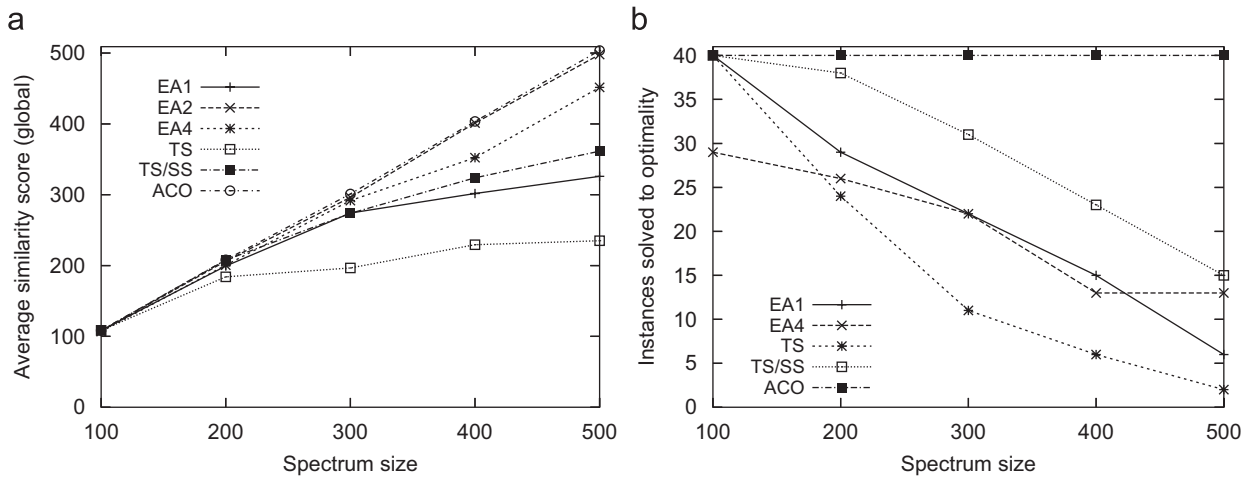 a
Average similarity score (global)
500
400
300
200
100
0
EA1
EA2
EA4
TS
TS/SS
ACO
100 200 300 400 500
Spectrum size
b
Instances solved to optimality
40
35
30
25
20
15
10
5
0
EA1
EA4
TS
TS/SS
ACO
100 200 300 400 500
Spectrum size